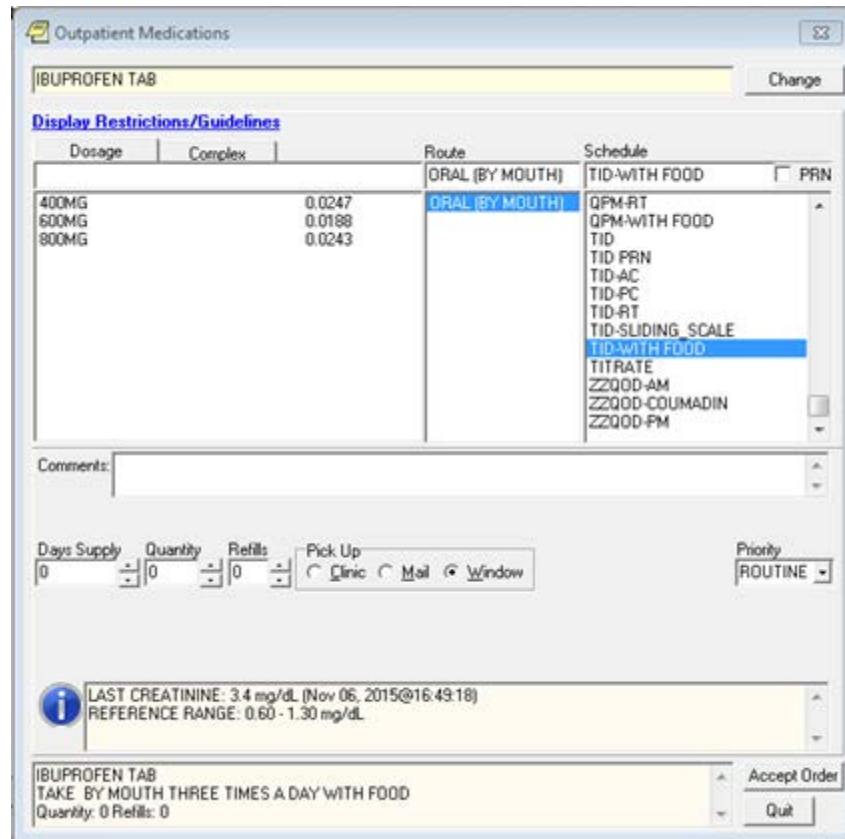 Outpatient Medications
IBUPROFEN TAB
Change
Display Restrictions/Guidelines
Dosage Complex Route Schedule
ORAL (BY MOUTH) TID-WITH FOOD PRN
400MG 0.0247 ORAL (BY MOUTH) QPM-RT
600MG 0.0188 QPM-WITH FOOD
800MG 0.0243 TID
TID PRN
TID-AC
TID-PC
TID-RT
TID-SLIDING_SCALE
TID-WITH FOOD
TITRATE
ZZQOD-AM
ZZQOD-COUMADIN
ZZQOD-PM
Comments:
Days Supply Quantity Refills Pick Up Priority
0 0 0 Clinic Mail Window ROUTINE
LAST CREATININE: 3.4 mg/dL (Nov 06, 2015@16:49:18)
REFERENCE RANGE: 0.60 - 1.30 mg/dL
IBUPROFEN TAB
TAKE BY MOUTH THREE TIMES A DAY WITH FOOD
Quantity: 0 Refills: 0
Accept Order
Quit